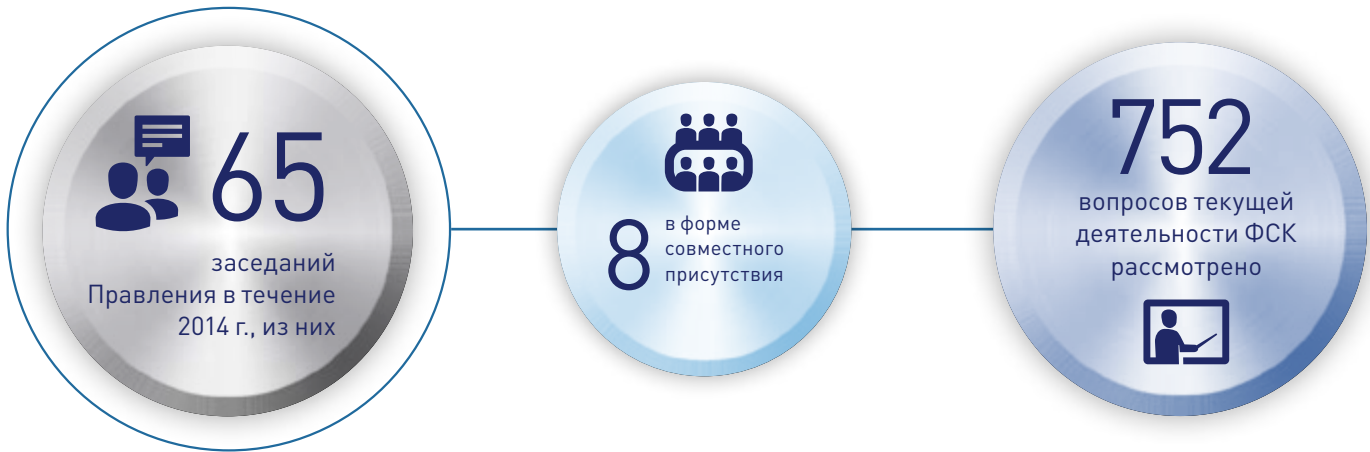 65
заседаний
Правления в течение
2014 г., из них
8
в форме
совместного
присутствия
752
вопросов текущей
деятельности ФСК
рассмотрено